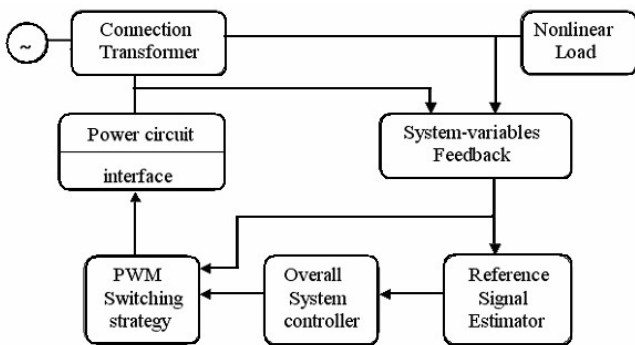 Connection
Transformer
Nonlinear
Load
~
Power circuit
interface
System-variables
Feedback
PWM
Switching
strategy
Overall
System
controller
Reference
Signal
Estimator